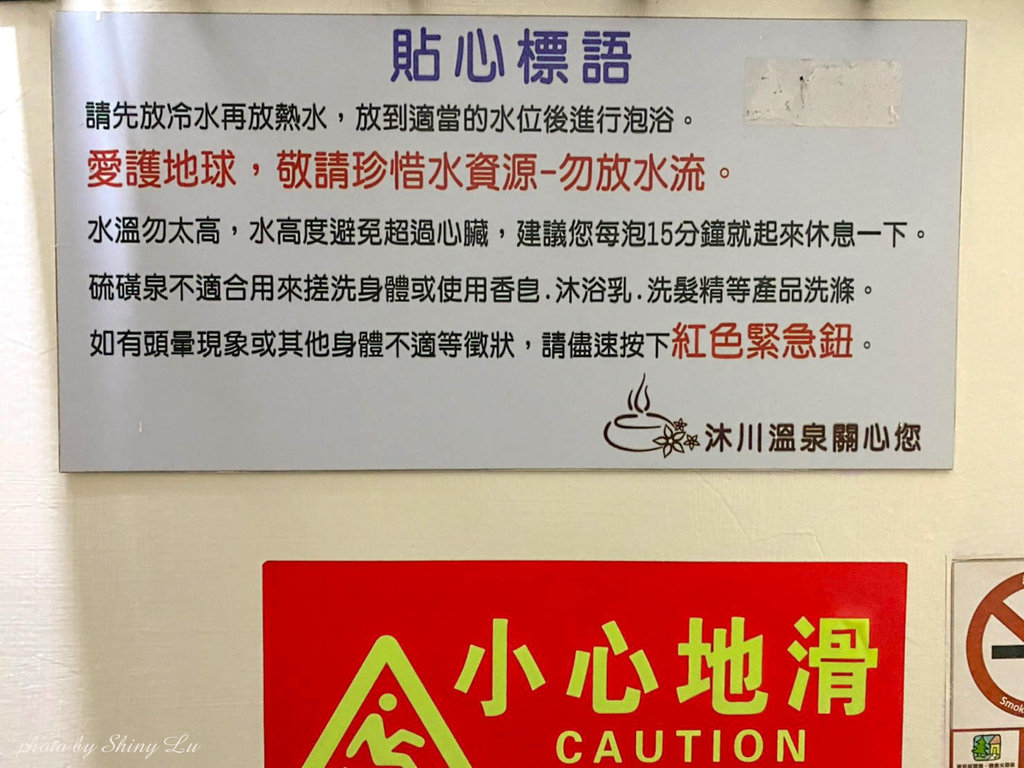 貼心標語
請先放冷水再放熱水，放到適當的水位後進行泡浴。
愛護地球，敬請珍惜水資源-勿放水流。
水溫勿太高，水高度避免超過心臟，建議您每泡15分鐘就起來休息一下。
硫磺泉不適合用來搓洗身體或使用香皂.沐浴乳.洗髮精等產品洗滌。
如有頭暈現象或其他身體不適等徵狀，請儘速按下紅色緊急鈕。
沐川溫泉關心您
小心地滑
CAUTION
Smok
photo by Shiny Lu